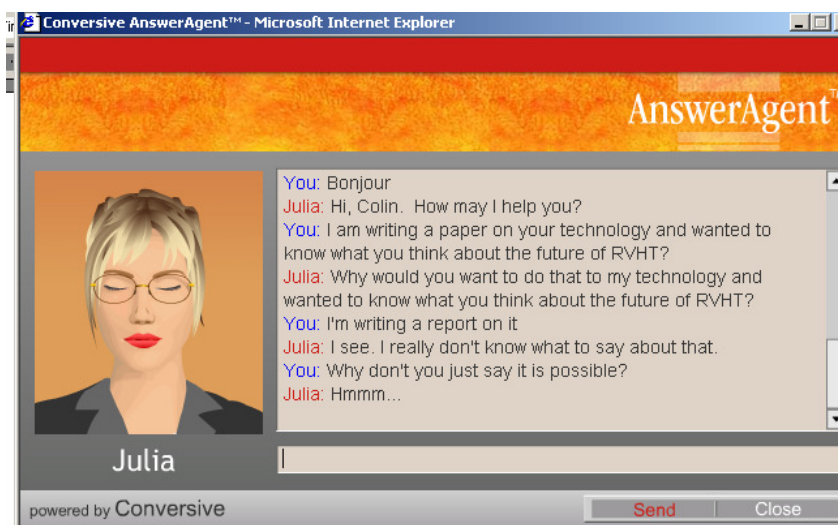 Conversive AnswerAgent™ - Microsoft Internet Explorer
AnswerAgent™
You: Bonjour
Julia: Hi, Colin. How may I help you?
You: I am writing a paper on your technology and wanted to
know what you think about the future of RVHT?
Julia: Why would you want to do that to my technology and
wanted to know what you think about the future of RVHT?
You: I'm writing a report on it
Julia: I see. I really don't know what to say about that.
You: Why don't you just say it is possible?
Julia: Hmmm...
Julia
powered by Conversive
Send
Close